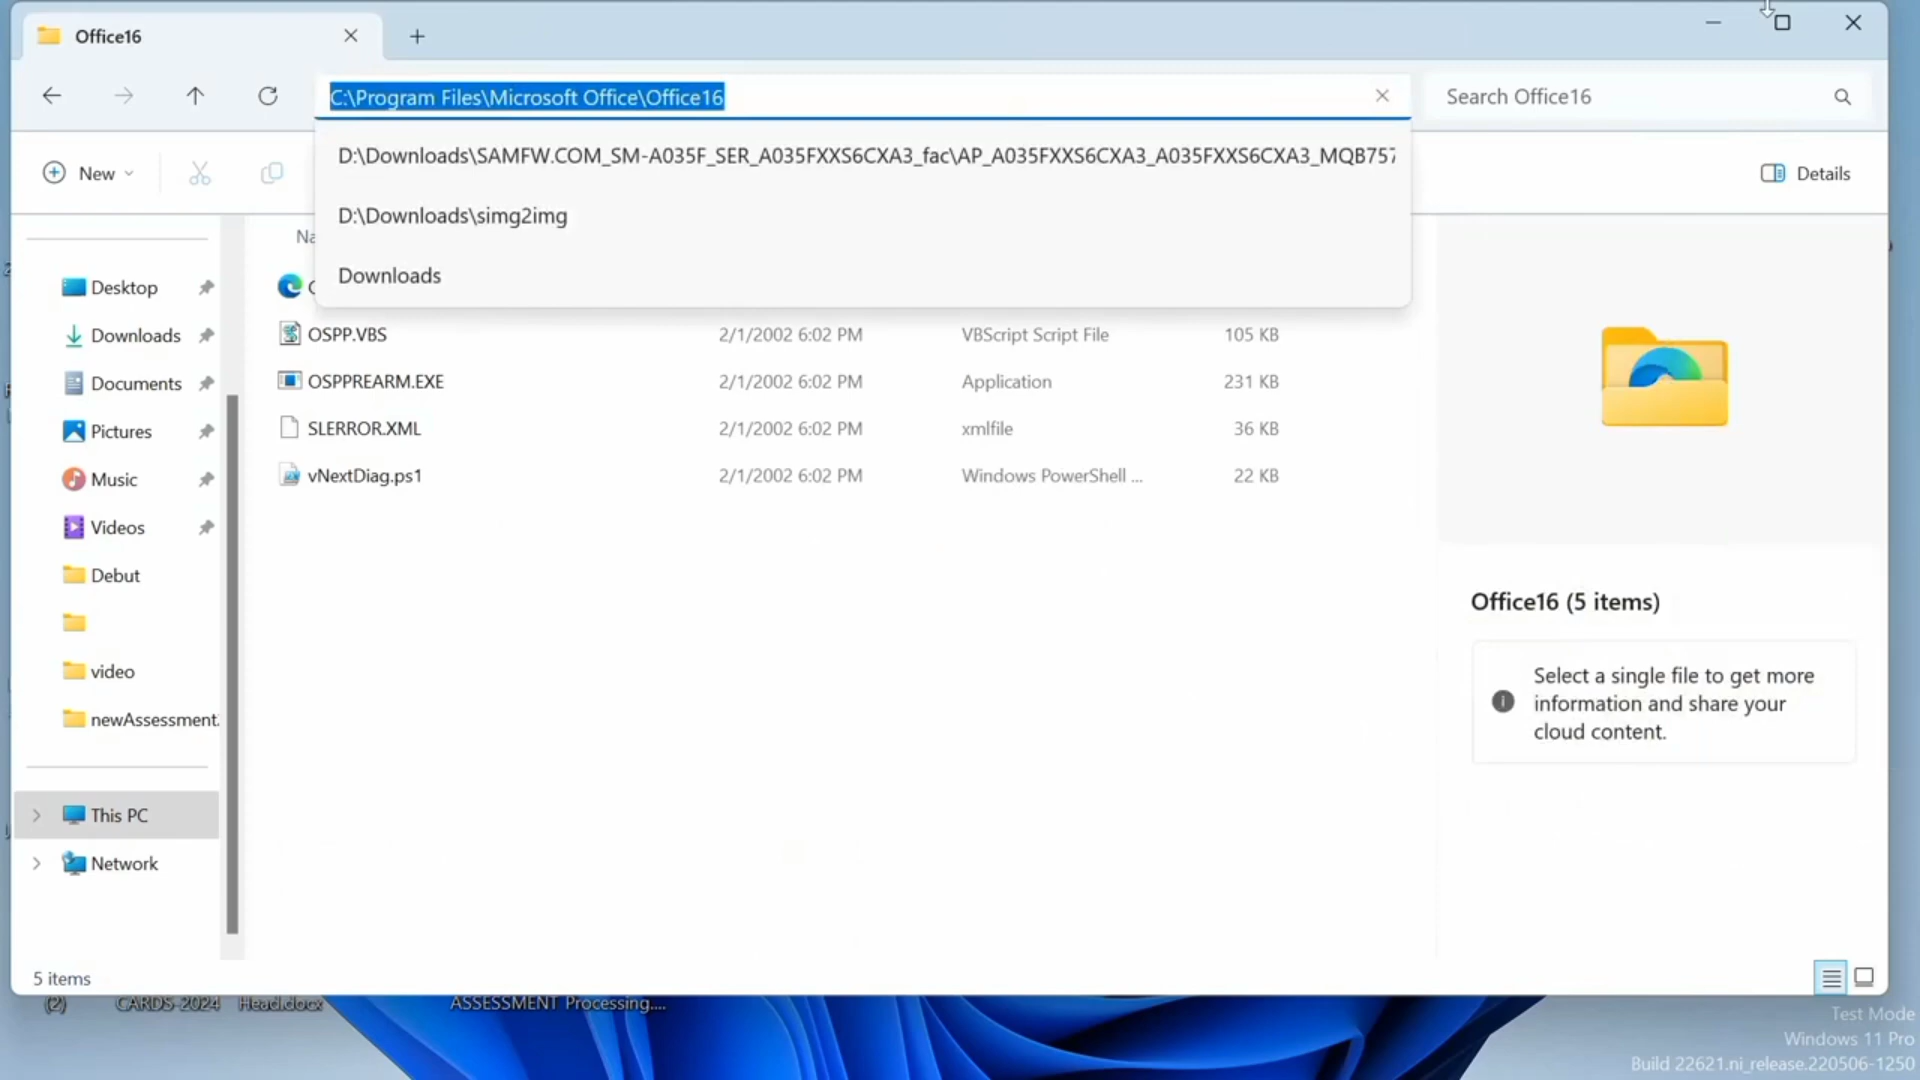 Office16
C:\Program Files\Microsoft Office\Office16
Search Office16
D:\Downloads\SAMFW.COM_SM-A035F_SER_A035FXXS6CXA3_fac\AP_A035FXXS6CXA3_A035FXXS6CXA3_MQB757
D:\Downloads\simg2img
Downloads
New
Details
Na
Desktop
Downloads
Documents
Pictures
Music
Videos
Debut
video
newAssessment.
This PC
Network
OSPP.VBS 2/1/2002 6:02 PM VBScript Script File 105 KB
OSPPREARM.EXE 2/1/2002 6:02 PM Application 231 KB
SLERROR.XML 2/1/2002 6:02 PM xmlfile 36 KB
vNextDiag.ps1 2/1/2002 6:02 PM Windows PowerShell ... 22 KB
Office16 (5 items)
Select a single file to get more
information and share your
cloud content.
5 items
(2) CARDS-2024 Head.docx ASSESSMENT Processing....
Test Mode
Windows 11 Pro
Build 22621.ni_release.220506-1250